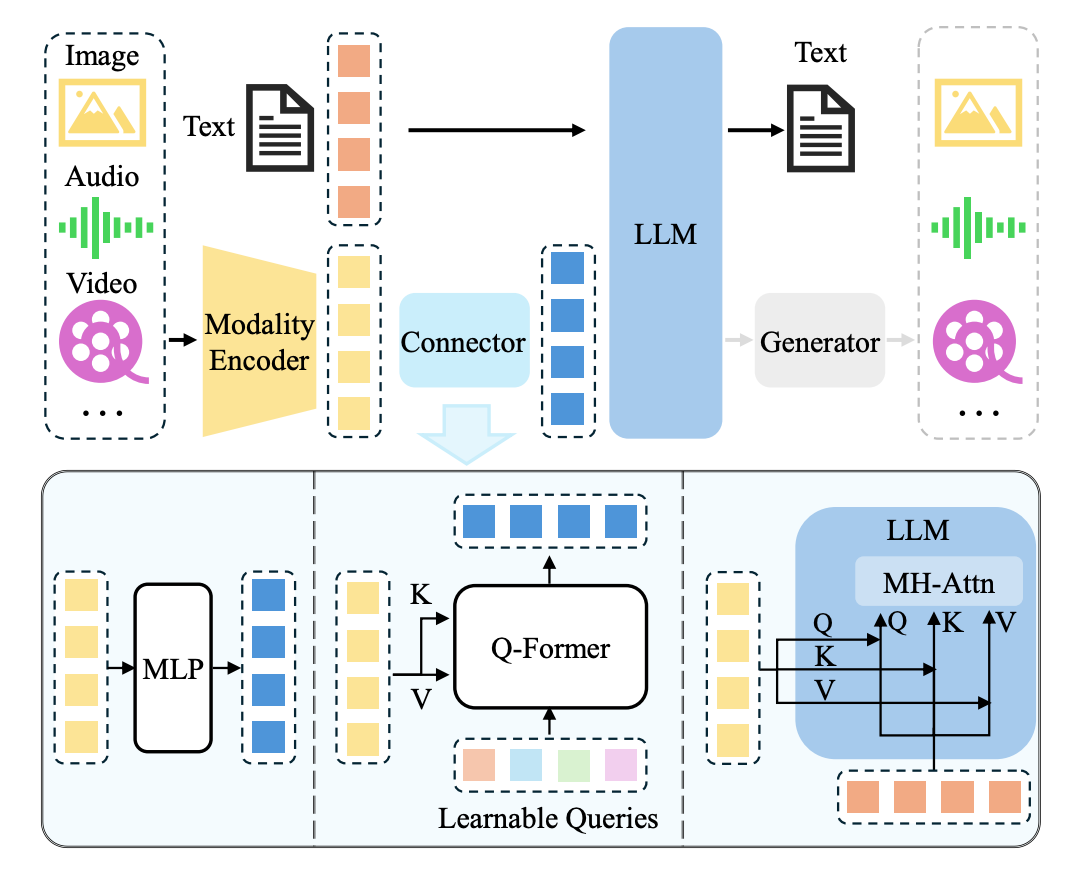 Image
Text
Audio
Video
...
Modality
Encoder
Connector
LLM
Text
Generator
...
MLP
K
V
Q-Former
Learnable Queries
LLM
MH-Attn
Q
K
V
Q
K
V